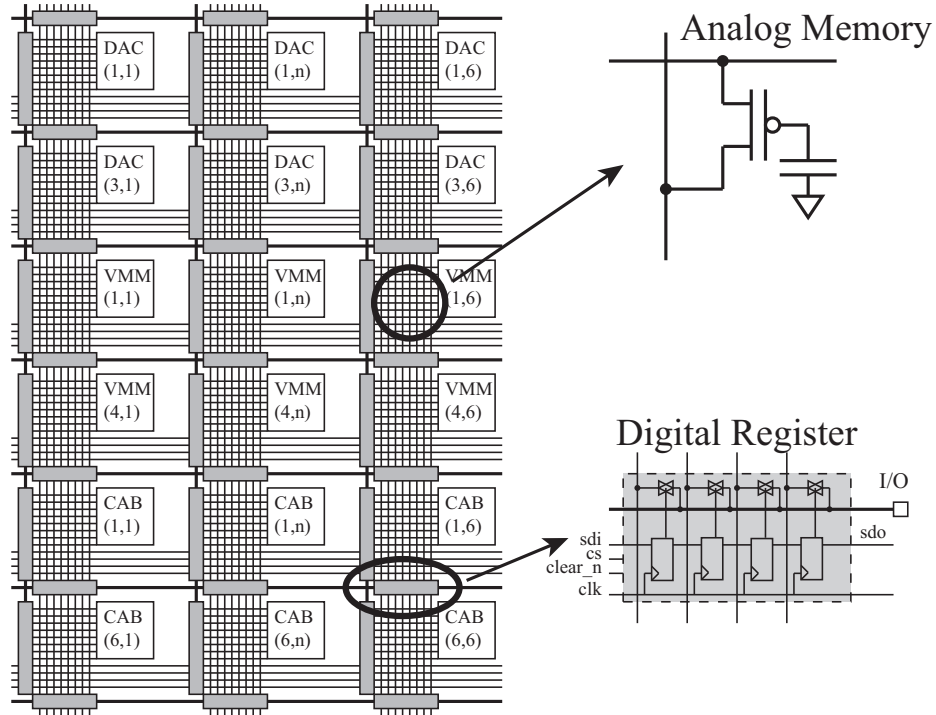 Analog Memory
DAC
(1,1)
DAC
(1,n)
DAC
(1,6)
DAC
(3,1)
DAC
(3,n)
DAC
(3,6)
VMM
(1,1)
VMM
(1,n)
VMM
(1,6)
VMM
(4,1)
VMM
(4,n)
VMM
(4,6)
CAB
(1,1)
CAB
(1,n)
CAB
(1,6)
CAB
(6,1)
CAB
(6,n)
CAB
(6,6)
Digital Register
I/O
sdi
sdo
cs
clear_n
clk